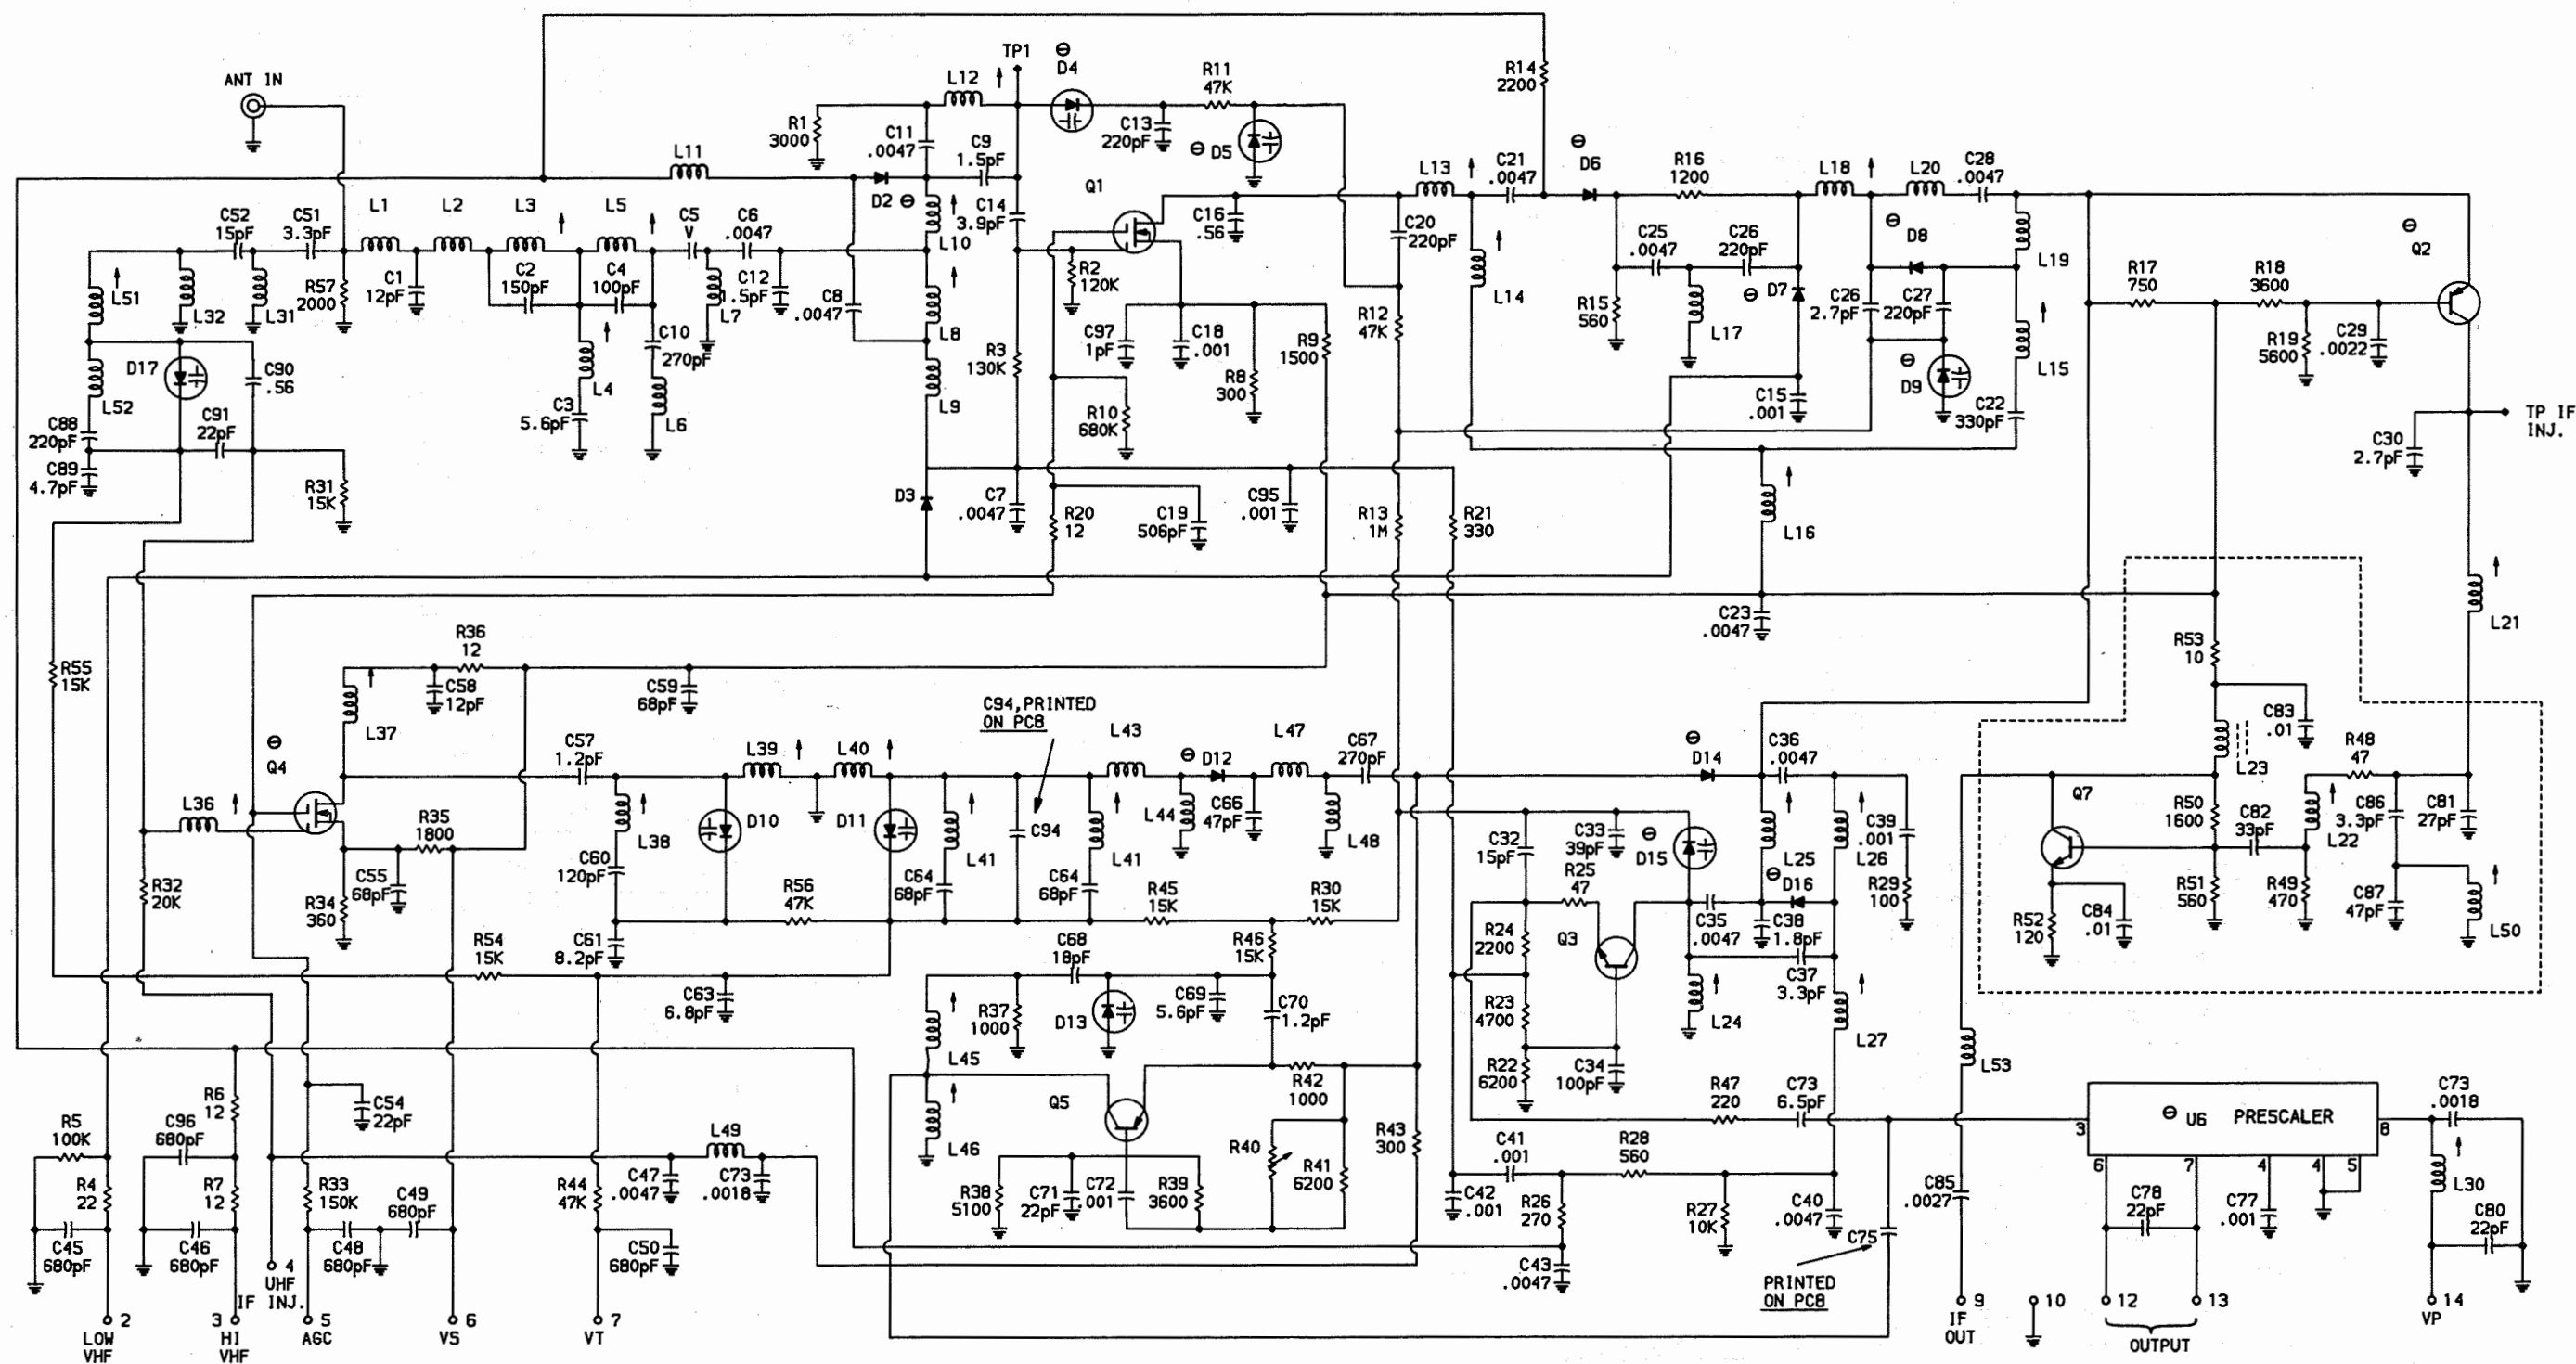 ANT IN
TP1
D4
R11
47K
L12
R14
2200
R1
3000
C11
.0047
C9
1.5pF
C13
220pF
D5
L11
D2
C14
3.9pF
L10
Q1
L13
C21
.0047
D6
R16
1200
L18
L20
C28
.0047
C52
15pF
C51
3.3pF
L1
L2
L3
L5
C5
V
C6
.0047
C16
.56
C20
220pF
C25
.0047
C26
220pF
D8
L19
Q2
L51
L32
L31
R57
2000
C1
12pF
C2
150pF
C4
100pF
L7
C12
1.5pF
C8
.0047
L8
R2
120K
L14
R15
560
L17
D7
C26
2.7pF
C27
220pF
R17
750
R18
3600
D17
L52
C90
.56
C10
270pF
L4
L6
C3
5.6pF
L9
R3
130K
C97
1pF
C18
.001
R8
300
R9
1500
R12
47K
D9
L15
R19
5600
C29
.0022
C88
220pF
C91
22pF
R10
680K
C15
.001
C22
330pF
TP IF
INJ.
C89
4.7pF
R31
15K
D3
C7
.0047
R20
12
C19
506pF
C95
.001
R13
1M
R21
330
L16
C30
2.7pF
C23
.0047
L21
R55
15K
R36
12
C58
12pF
C59
68pF
R53
10
L37
C94,PRINTED
ON PCB
C83
.01
Q4
C57
1.2pF
L39
L40
L43
D12
L47
C67
270pF
D14
C36
.0047
L23
R48
47
L36
R35
1800
L38
D10
D11
L41
C94
L41
L44
C66
47pF
L48
C32
15pF
C33
39pF
D15
L25
L26
C39
.001
Q7
R50
1600
C82
33pF
L22
C86
3.3pF
C81
27pF
R32
20K
R34
360
C55
68pF
C60
120pF
R56
47K
C64
68pF
C64
68pF
R45
15K
R30
15K
R25
47
D16
R29
100
R51
560
R49
470
C87
47pF
L50
R54
15K
C61
8.2pF
C68
18pF
R46
15K
R24
2200
Q3
C35
.0047
C38
1.8pF
R52
120
C84
.01
C63
6.8pF
R37
1000
D13
C69
5.6pF
C70
1.2pF
R23
4700
L24
C37
3.3pF
L27
L45
R22
6200
C34
100pF
L53
R5
100K
C96
680pF
R6
12
C54
22pF
L49
L46
Q5
R42
1000
R43
300
R47
220
C73
6.5pF
3
U6 PRESCALER
8
C73
.0018
R4
22
R7
12
R33
150K
C49
680pF
R44
47K
C47
.0047
C73
.0018
R38
5100
C71
22pF
C72
.001
R39
3600
R40
R41
6200
C41
.001
R28
560
6
7
4
4
5
L30
C45
680pF
C46
680pF
C48
680pF
C50
680pF
C42
.001
R26
270
R27
10K
C40
.0047
C75
C85
.0027
C78
22pF
C77
.001
C80
22pF
4
UHF
IF
INJ.
C43
.0047
PRINTED
ON PCB
2
LOW
VHF
3
HI
VHF
5
AGC
6
VS
7
VT
9
IF
OUT
10
12
13
OUTPUT
14
VP